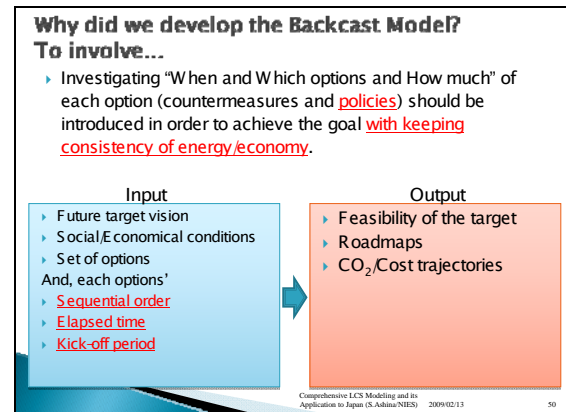 Why did we develop the Backcast Model?
To involve...
Investigating “When and Which options and How much” of
each option (countermeasures and policies) should be
introduced in order to achieve the goal with keeping
consistency of energy/economy.
Input
Future target vision
Social/Economical conditions
Set of options
And, each options’
Sequential order
Elapsed time
Kick-off period
Output
Feasibility of the target
Roadmaps
CO₂/Cost trajectories
Comprehensive LCS Modeling and its
Application to Japan (S.Ashina/NIES) 2009/02/13 50